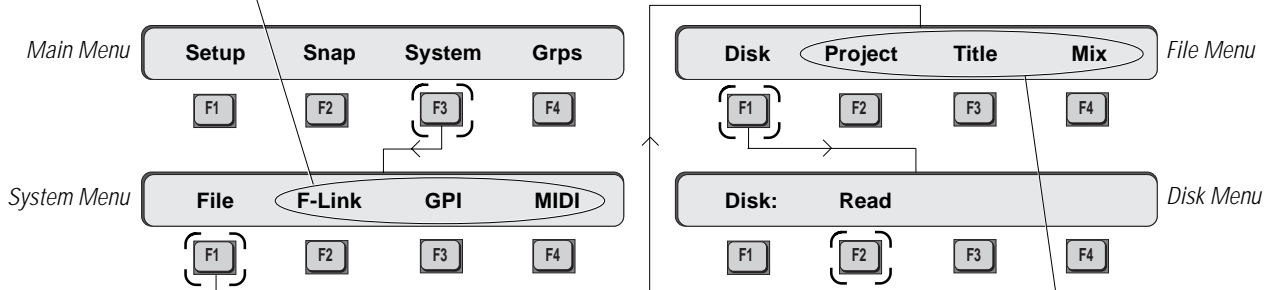 Main Menu
Setup Snap System Grps
F1 F2 F3 F4
System Menu
File F-Link GPI MIDI
F1 F2 F3 F4
File Menu
Disk Project Title Mix
F1 F2 F3 F4
Disk Menu
Disk: Read
F1 F2 F3 F4